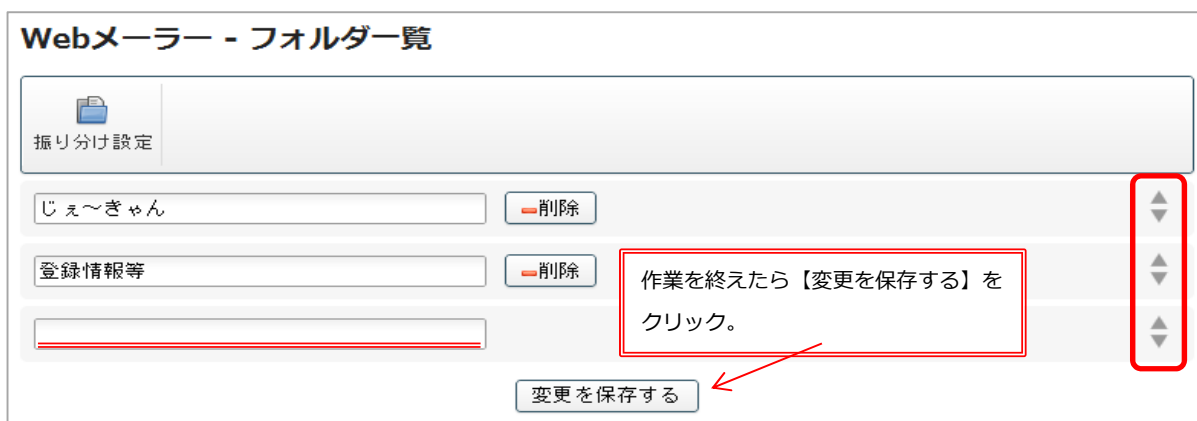 Webメーラー - フォルダ一覧
振り分け設定
じぇ～きゃん
削除
登録情報等
削除
作業を終えたら【変更を保存する】を
クリック。
変更を保存する